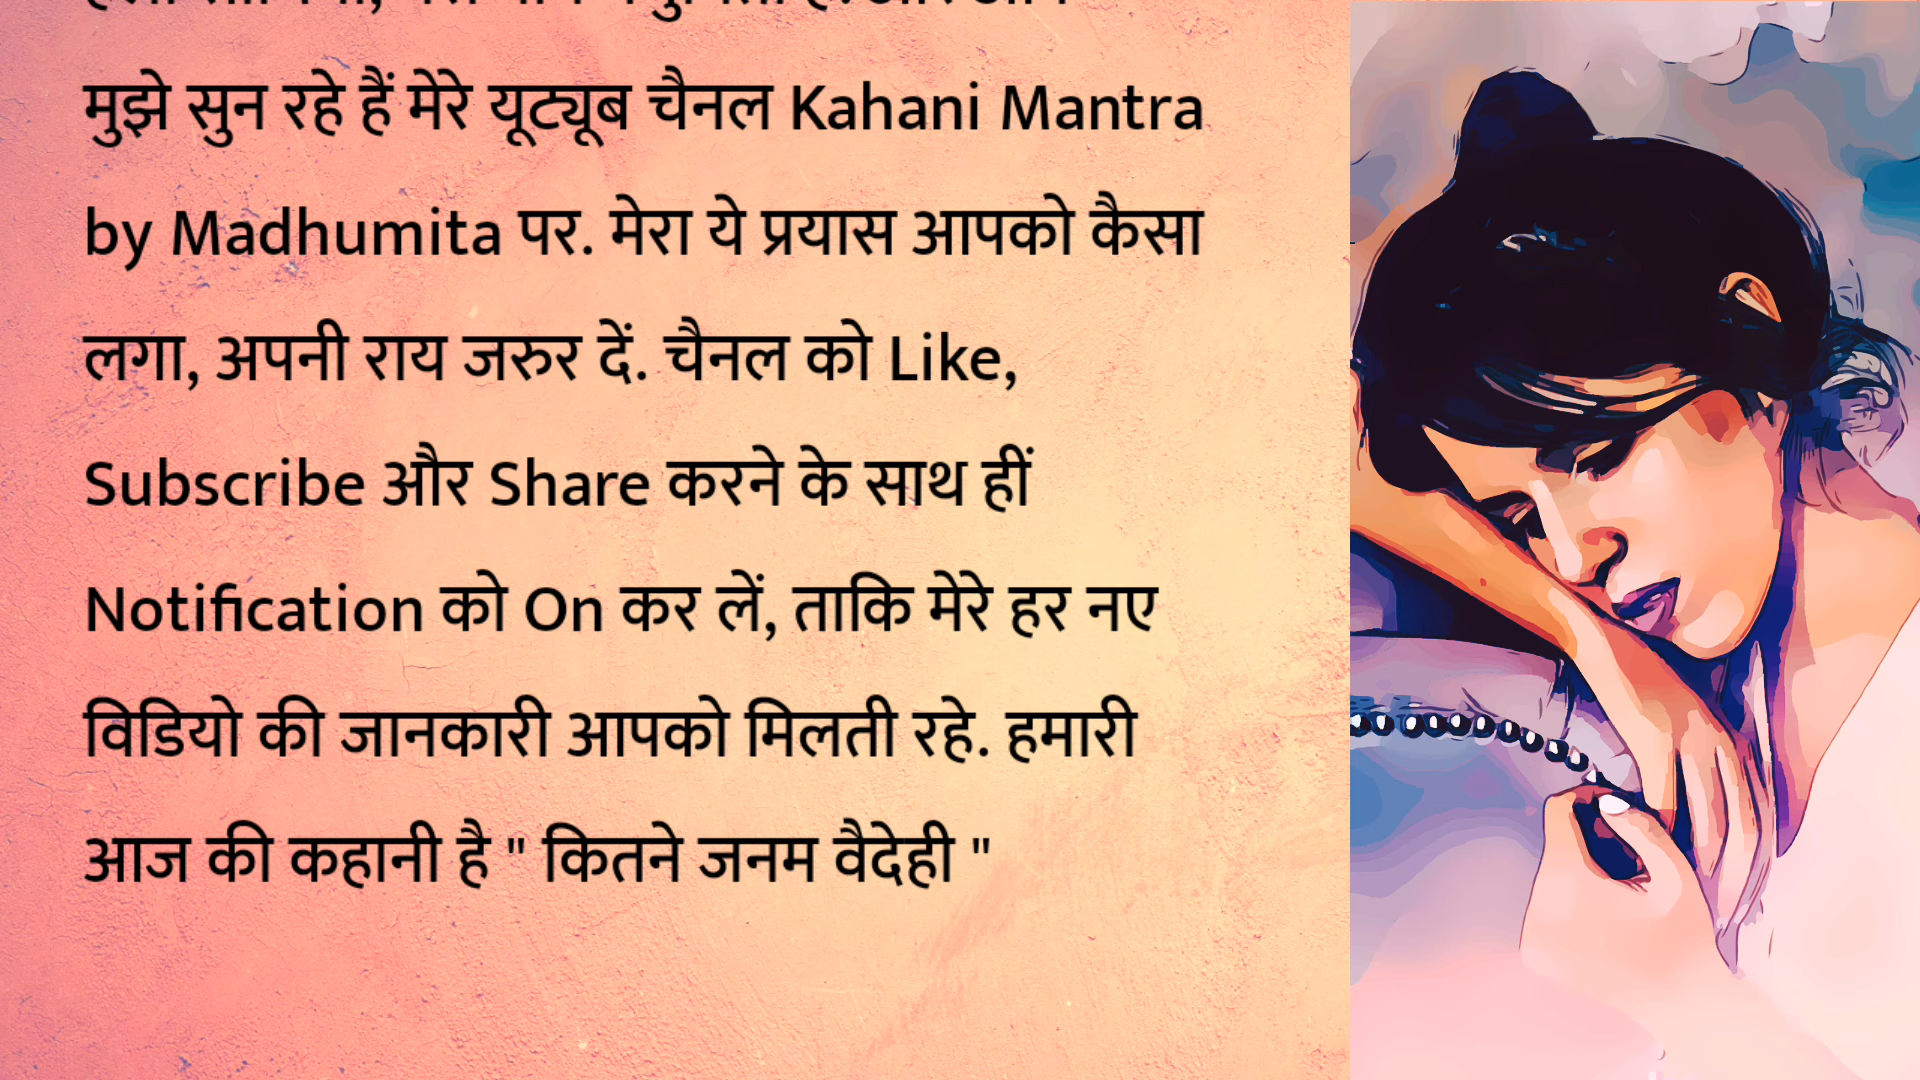 मुझे सुन रहे हैं मेरे यूट्यूब चैनल Kahani Mantra
by Madhumita पर. मेरा ये प्रयास आपको कैसा
लगा, अपनी राय जरुर दें. चैनल को Like,
Subscribe और Share करने के साथ हीं
Notification को On कर लें, ताकि मेरे हर नए
विडियो की जानकारी आपको मिलती रहे. हमारी
आज की कहानी है " कितने जनम वैदेही "